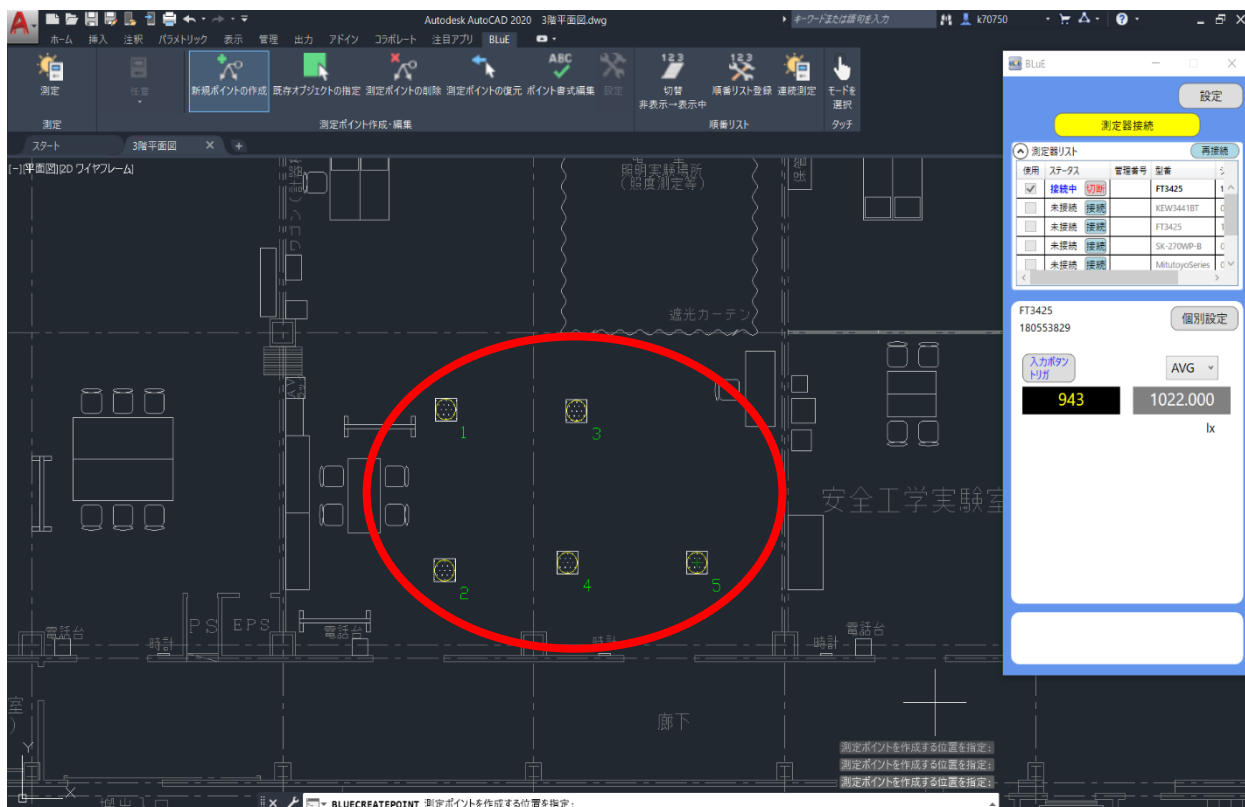 Autodesk AutoCAD 2020 3階平面図.dwg
キーワードまたは語句を入力
k70750
ホーム 挿入 注釈 パラメトリック 表示 管理 出力 アドイン コラボレート 注目アプリ BLuE
測定
任意
新規ポイントの作成
既存オブジェクトの指定
測定ポイントの削除
測定ポイントの復元
ABC
ポイント書式編集
設定
123
切替
非表示→表示中
123
順番リスト登録
連続測定
モードを
選択
測定
測定ポイント作成・編集
順番リスト
タッチ
スタート
3階平面図
[-][平面図][2D ワイヤフレーム]
照明実験場所
(照度測定等)
遮光カーテン
1
3
2
4
5
安全工学実験室
PS
EPS
電話台
時計
電話台
時計
時計
電話台
廊下
Y
X
測定ポイントを作成する位置を指定:
測定ポイントを作成する位置を指定:
測定ポイントを作成する位置を指定:
BLUECREATEPOINT 測定ポイントを作成する位置を指定:
BLuE
設定
測定器接続
測定器リスト
再接続
使用 ステータス 管理番号 型番
接続中 切断 FT3425
未接続 接続 KEW3441BT
未接続 接続 FT3425
未接続 接続 SK-270WP-B
未接続 接続 MitutoyoSeries
FT3425
180553829
個別設定
入力ボタン
トリガ
AVG
943
1022.000
lx